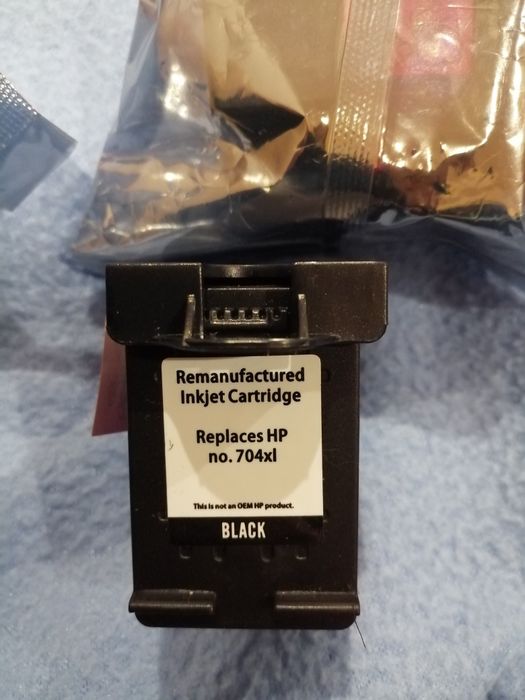 Remanufactured
Inkjet Cartridge
Replaces HP
no. 704xl
This is not an OEM HP product.
BLACK